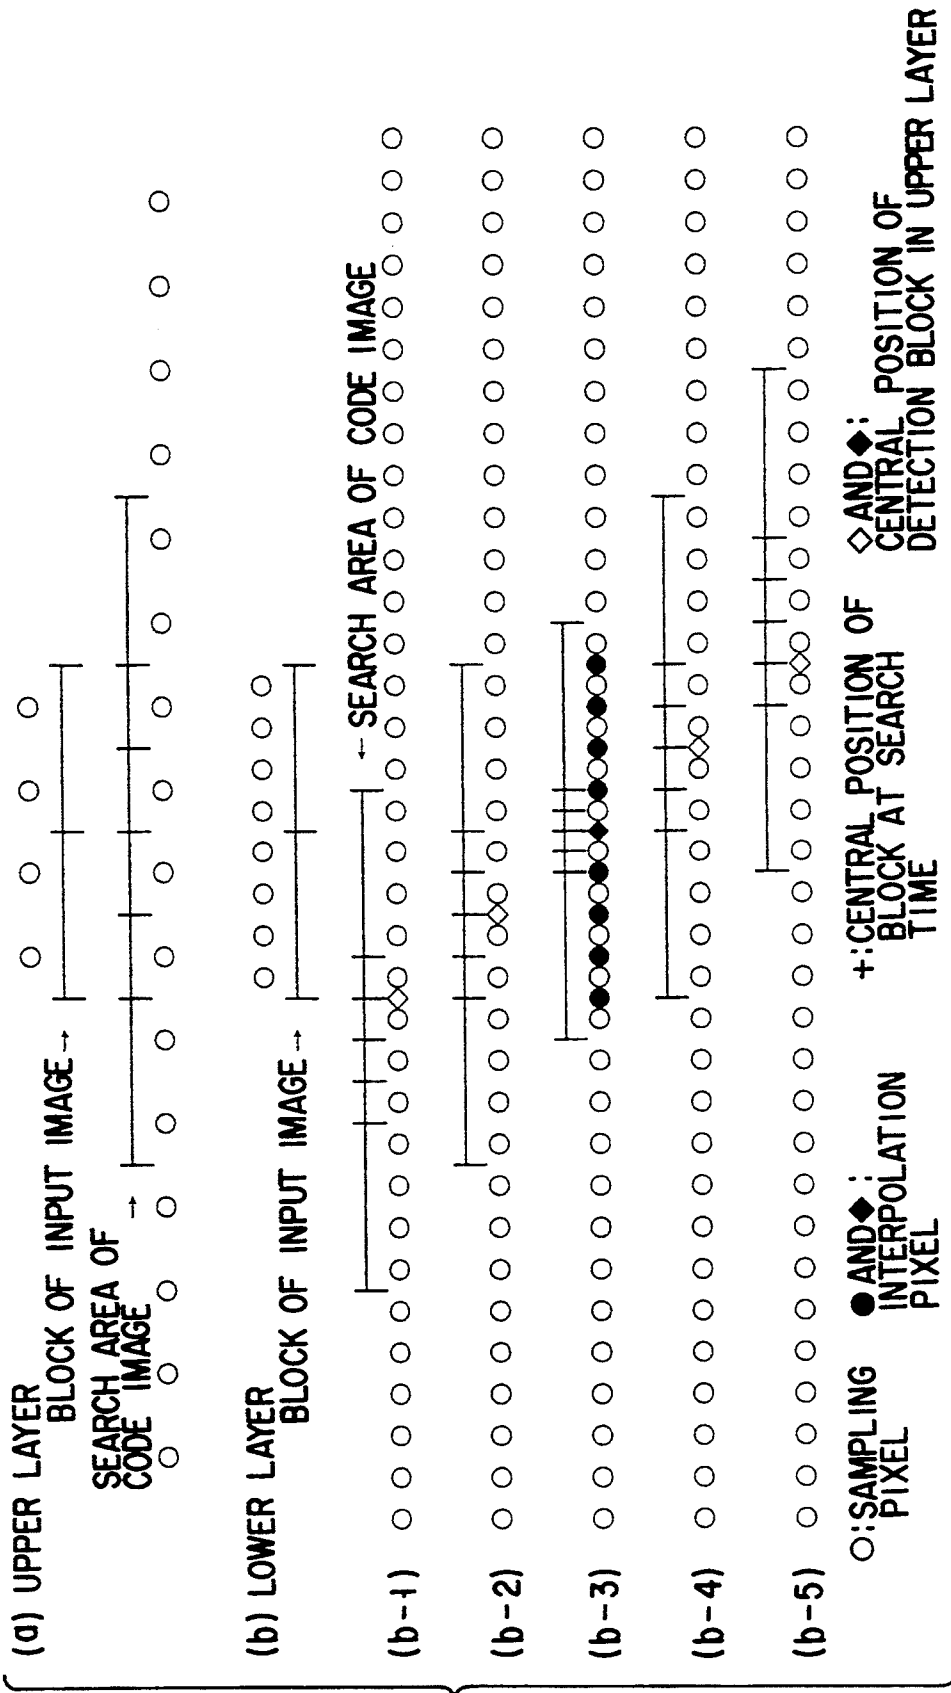 (a) UPPER LAYER
BLOCK OF INPUT IMAGE →
SEARCH AREA OF →
CODE IMAGE
(b) LOWER LAYER
BLOCK OF INPUT IMAGE →
← SEARCH AREA OF CODE IMAGE
(b-1)
(b-2)
(b-3)
(b-4)
(b-5)
○: SAMPLING
PIXEL
● AND ◆:
INTERPOLATION
PIXEL
+: CENTRAL POSITION OF
BLOCK AT SEARCH
TIME
◇ AND ◆:
CENTRAL POSITION OF
DETECTION BLOCK IN UPPER LAYER